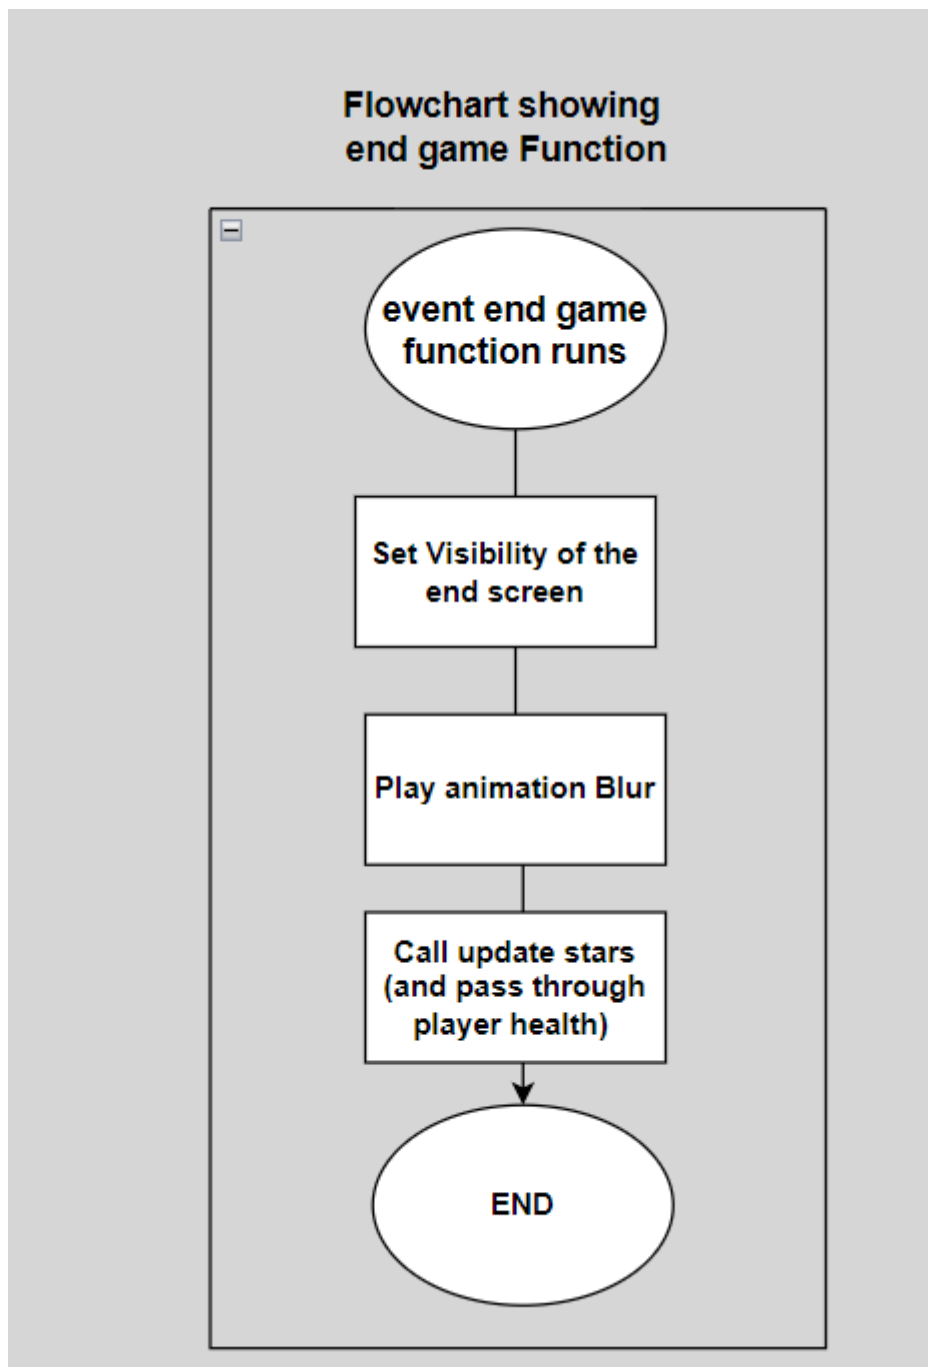 Flowchart showing
end game Function
event end game
function runs
Set Visibility of the
end screen
Play animation Blur
Call update stars
(and pass through
player health)
END